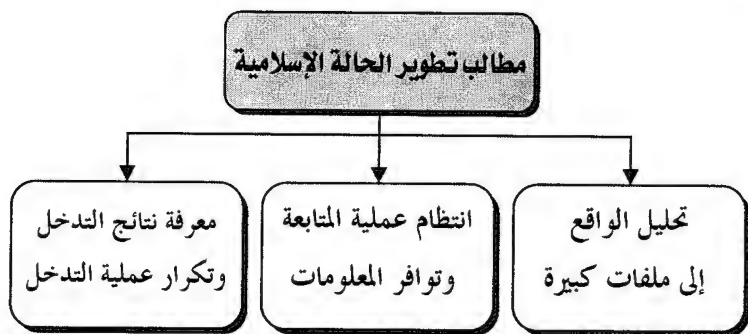 مطالب تطوير الحالة الإسلامية
تحليل الواقع
إلى ملفات كبيرة
انتظام عملية المتابعة
وتوافر المعلومات
معرفة نتائج التدخل
وتكرار عملية التدخل